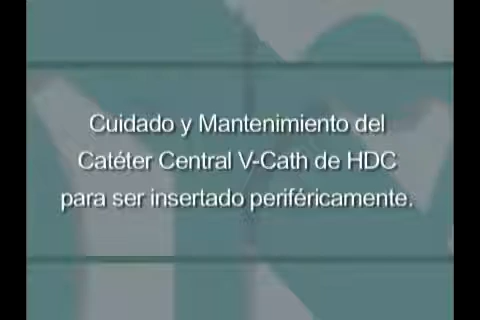 Cuidado y Mantenimiento del
Catéter Central V-Cath de HDC
para ser insertado periféricamente.